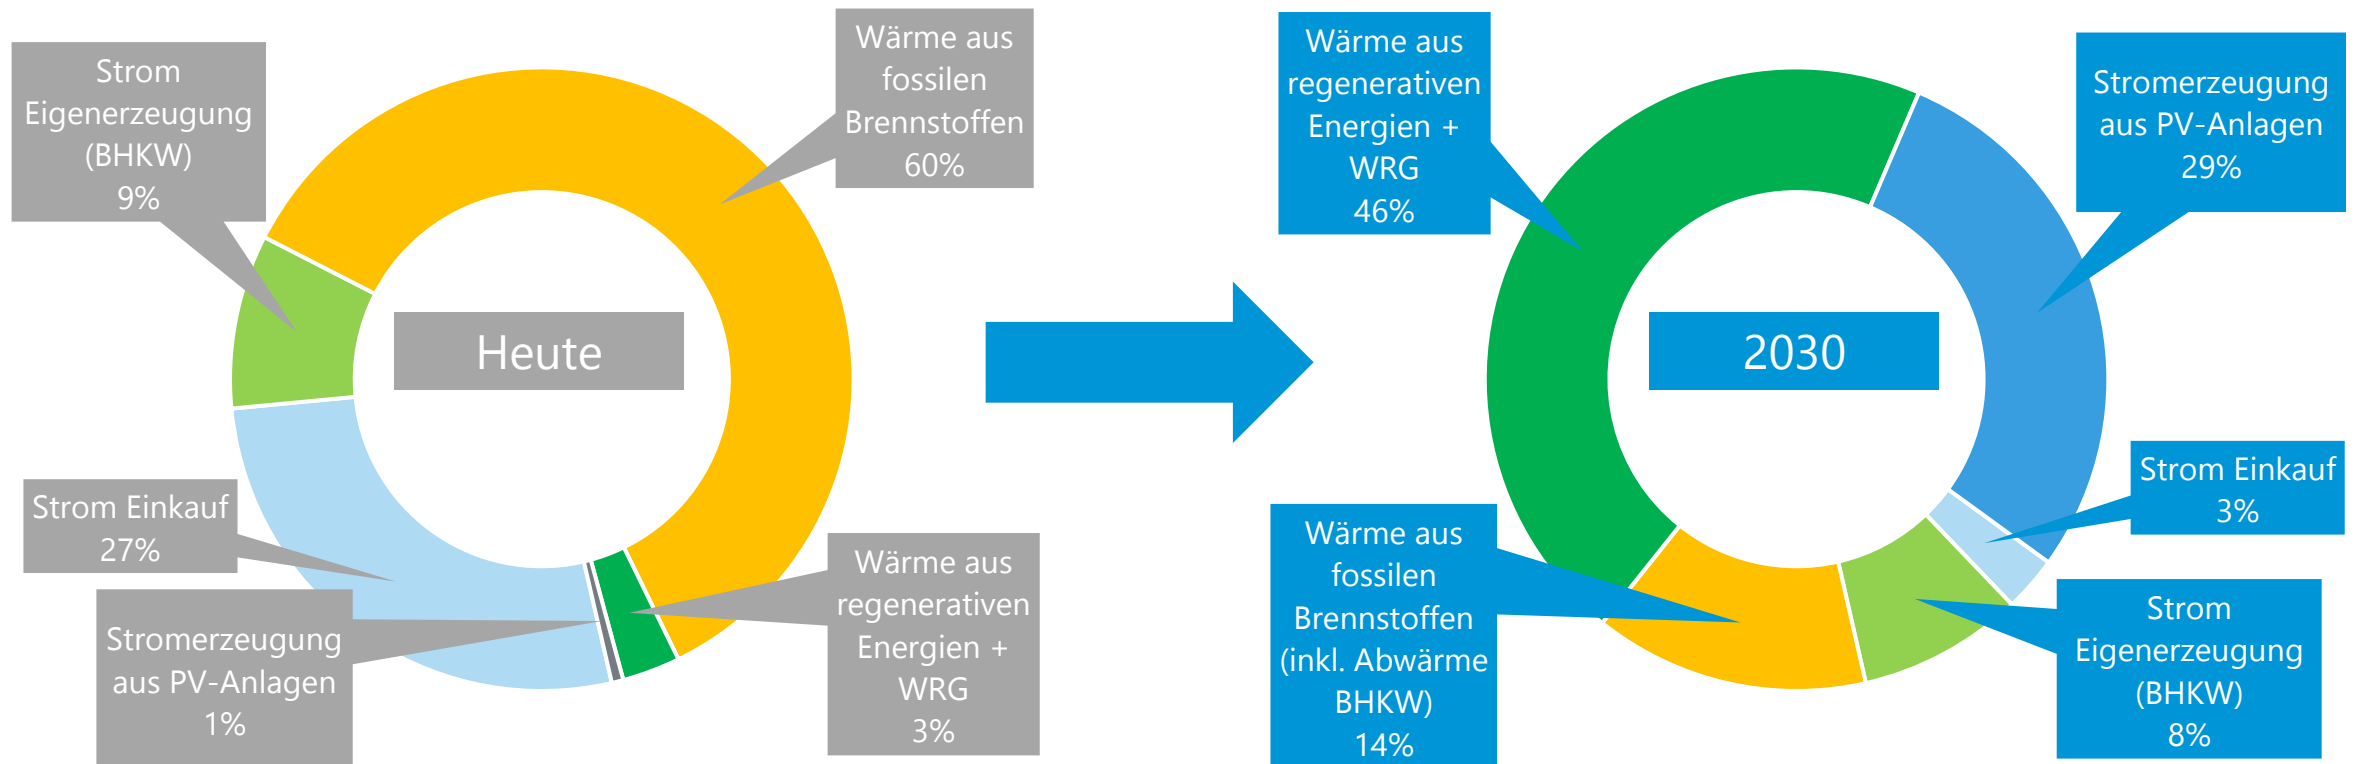 Strom
Eigenerzeugung
(BHKW)
9%
Wärme aus
fossilen
Brennstoffen
60%
Heute
Strom Einkauf
27%
Stromerzeugung
aus PV-Anlagen
1%
Wärme aus
regenerativen
Energien +
WRG
3%
Wärme aus
regenerativen
Energien +
WRG
46%
Stromerzeugung
aus PV-Anlagen
29%
2030
Strom Einkauf
3%
Wärme aus
fossilen
Brennstoffen
(inkl. Abwärme
BHKW)
14%
Strom
Eigenerzeugung
(BHKW)
8%